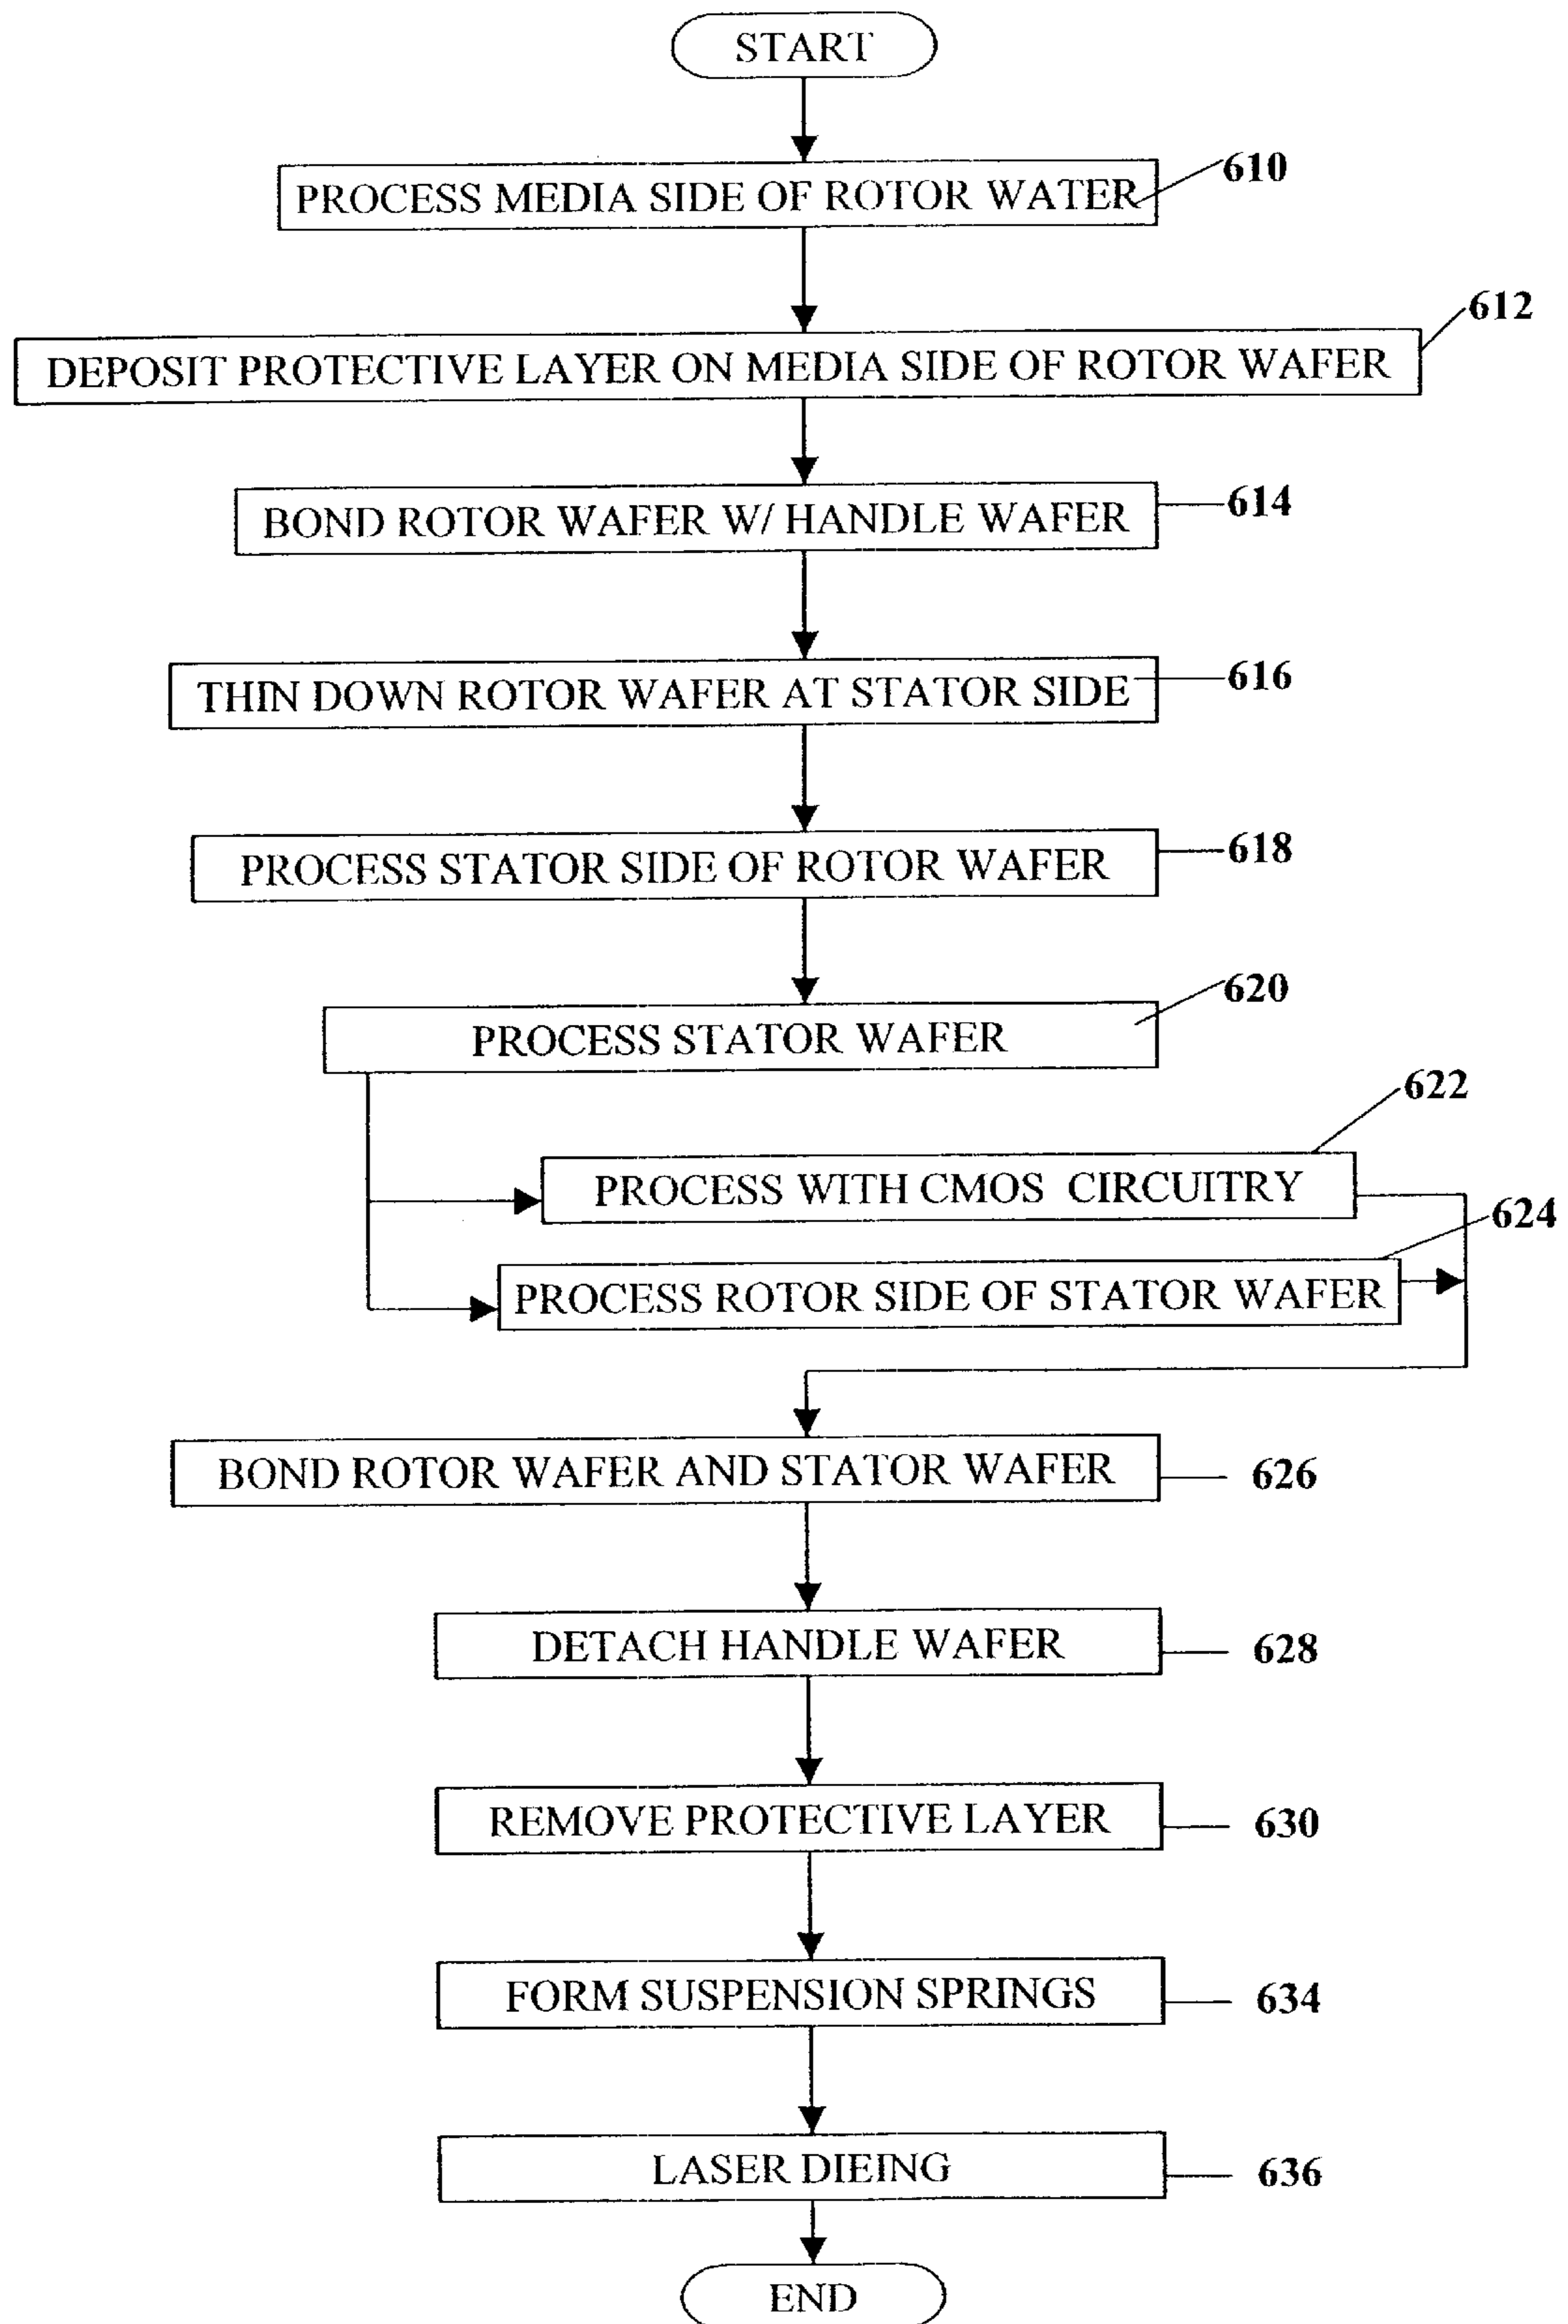 START
PROCESS MEDIA SIDE OF ROTOR WATER
610
612
DEPOSIT PROTECTIVE LAYER ON MEDIA SIDE OF ROTOR WAFER
BOND ROTOR WAFER W/ HANDLE WAFER
614
THIN DOWN ROTOR WAFER AT STATOR SIDE
616
PROCESS STATOR SIDE OF ROTOR WAFER
618
620
PROCESS STATOR WAFER
622
PROCESS WITH CMOS CIRCUITRY
624
PROCESS ROTOR SIDE OF STATOR WAFER
BOND ROTOR WAFER AND STATOR WAFER
626
DETACH HANDLE WAFER
628
REMOVE PROTECTIVE LAYER
630
FORM SUSPENSION SPRINGS
634
LASER DIEING
636
END